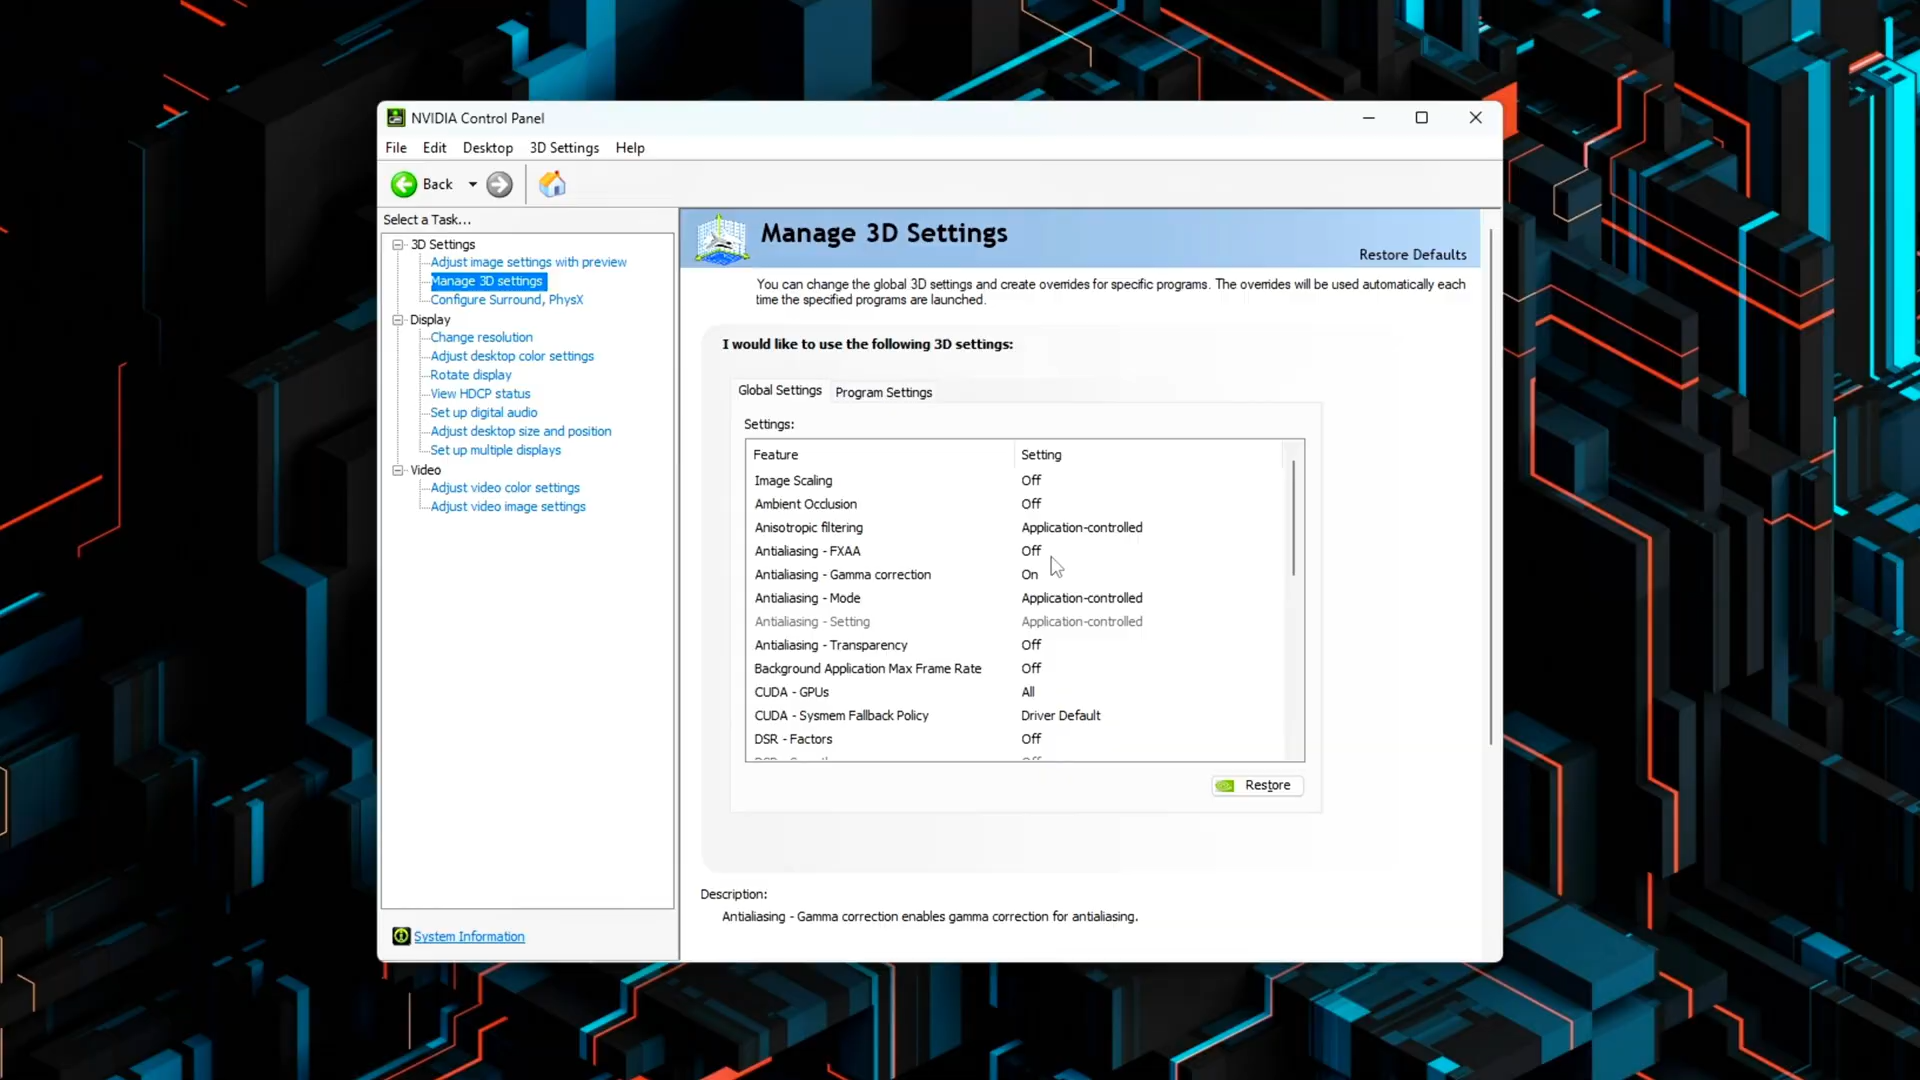 NVIDIA Control Panel
File Edit Desktop 3D Settings Help
Back
Select a Task...
3D Settings
Adjust image settings with preview
Manage 3D settings
Configure Surround, PhysX
Display
Change resolution
Adjust desktop color settings
Rotate display
View HDCP status
Set up digital audio
Adjust desktop size and position
Set up multiple displays
Video
Adjust video color settings
Adjust video image settings
System Information
Manage 3D Settings
Restore Defaults
You can change the global 3D settings and create overrides for specific programs. The overrides will be used automatically each
time the specified programs are launched.
I would like to use the following 3D settings:
Global Settings Program Settings
Settings:
Feature Setting
Image Scaling Off
Ambient Occlusion Off
Anisotropic filtering Application-controlled
Antialiasing - FXAA Off
Antialiasing - Gamma correction On
Antialiasing - Mode Application-controlled
Antialiasing - Setting Application-controlled
Antialiasing - Transparency Off
Background Application Max Frame Rate Off
CUDA - GPUs All
CUDA - Sysmem Fallback Policy Driver Default
DSR - Factors Off
Restore
Description:
Antialiasing - Gamma correction enables gamma correction for antialiasing.